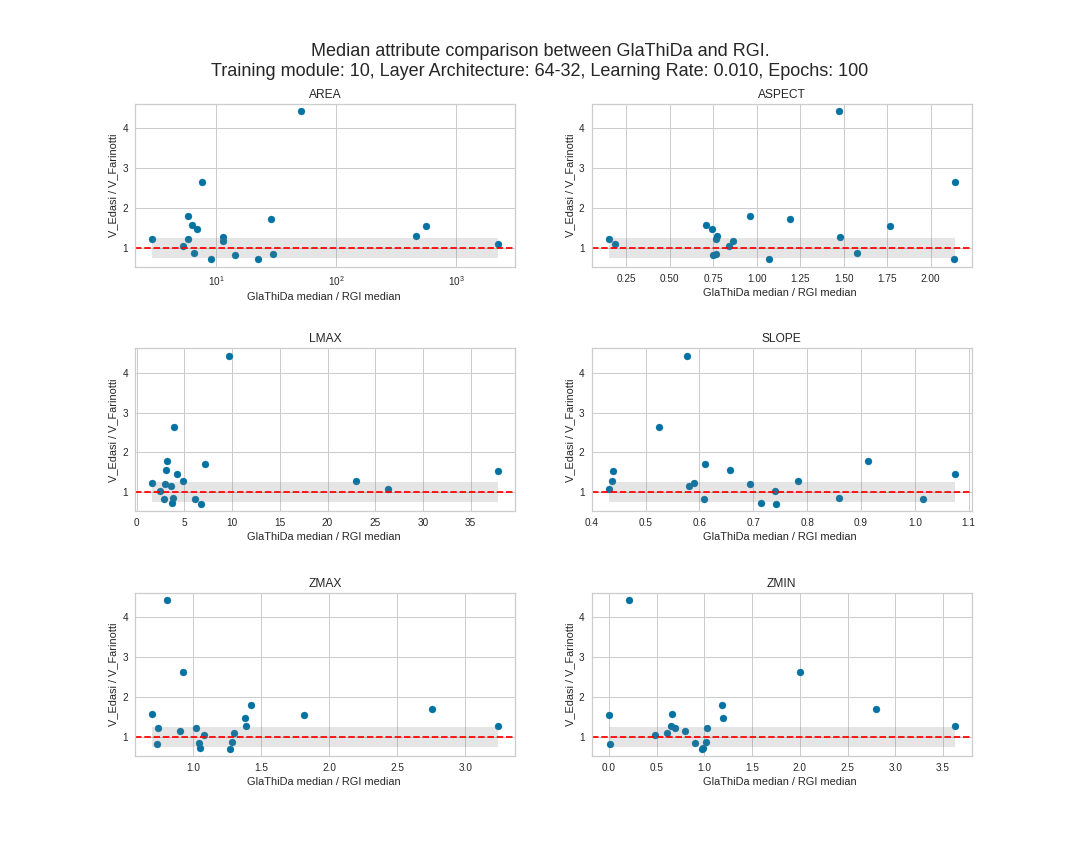 Median attribute comparison between GlaThiDa and RGI.
Training module: 10, Layer Architecture: 64-32, Learning Rate: 0.010, Epochs: 100
AREA
V_Edasi / V_Farinotti
4
3
2
1
10^1 10^2 10^3
GlaThiDa median / RGI median
ASPECT
V_Edasi / V_Farinotti
4
3
2
1
0.25 0.50 0.75 1.00 1.25 1.50 1.75 2.00
GlaThiDa median / RGI median
LMAX
V_Edasi / V_Farinotti
4
3
2
1
0 5 10 15 20 25 30 35
GlaThiDa median / RGI median
SLOPE
V_Edasi / V_Farinotti
4
3
2
1
0.4 0.5 0.6 0.7 0.8 0.9 1.0 1.1
GlaThiDa median / RGI median
ZMAX
V_Edasi / V_Farinotti
4
3
2
1
1.0 1.5 2.0 2.5 3.0
GlaThiDa median / RGI median
ZMIN
V_Edasi / V_Farinotti
4
3
2
1
0.0 0.5 1.0 1.5 2.0 2.5 3.0 3.5
GlaThiDa median / RGI median